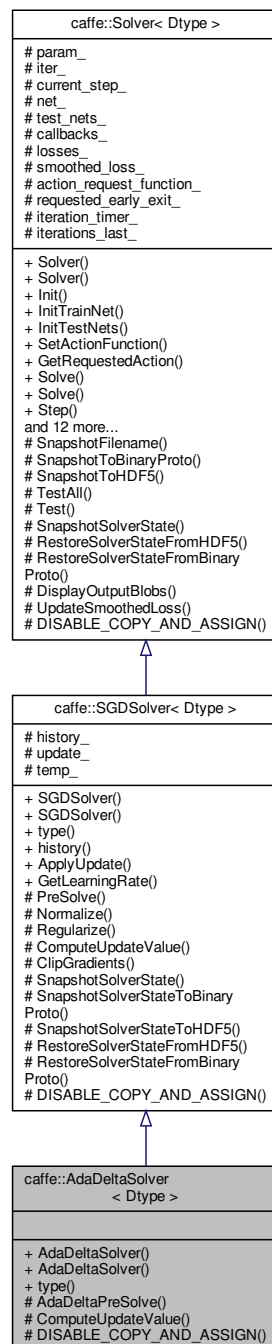 caffe::Solver< Dtype >
# param_
# iter_
# current_step_
# net_
# test_nets_
# callbacks_
# losses_
# smoothed_loss_
# action_request_function_
# requested_early_exit_
# iteration_timer_
# iterations_last_
+ Solver()
+ Solver()
+ Init()
+ InitTrainNet()
+ InitTestNets()
+ SetActionFunction()
+ GetRequestedAction()
+ Solve()
+ Solve()
+ Step()
and 12 more...
# SnapshotFilename()
# SnapshotToBinaryProto()
# SnapshotToHDF5()
# TestAll()
# Test()
# SnapshotSolverState()
# RestoreSolverStateFromHDF5()
# RestoreSolverStateFromBinary
Proto()
# DisplayOutputBlobs()
# UpdateSmoothedLoss()
# DISABLE_COPY_AND_ASSIGN()
caffe::SGDSolver< Dtype >
# history_
# update_
# temp_
+ SGDSolver()
+ SGDSolver()
+ type()
+ history()
+ ApplyUpdate()
+ GetLearningRate()
# PreSolve()
# Normalize()
# Regularize()
# ComputeUpdateValue()
# ClipGradients()
# SnapshotSolverState()
# SnapshotSolverStateToBinary
Proto()
# SnapshotSolverStateToHDF5()
# RestoreSolverStateFromHDF5()
# RestoreSolverStateFromBinary
Proto()
# DISABLE_COPY_AND_ASSIGN()
caffe::AdaDeltaSolver
< Dtype >
+ AdaDeltaSolver()
+ AdaDeltaSolver()
+ type()
# AdaDeltaPreSolve()
# ComputeUpdateValue()
# DISABLE_COPY_AND_ASSIGN()